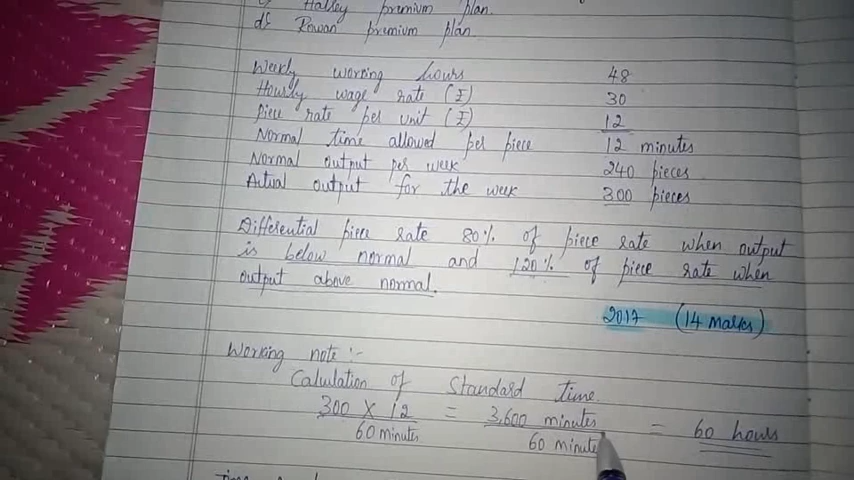 Halsey premium plan.
d) Rowan premium plan.
Weekly working hours 48
Hourly wage rate (₹) 30
Piece rate per unit (₹) 12
Normal time allowed per piece 12 minutes
Normal output per week 240 pieces
Actual output for the week 300 pieces
Differential piece rate 80% of piece rate when output
is below normal and 120% of piece rate when
output above normal.
2017 (14 Marks)
Working note :-
Calculation of Standard time.
300 × 12 = 3,600 minutes = 60 hours
60 minutes 60 minutes